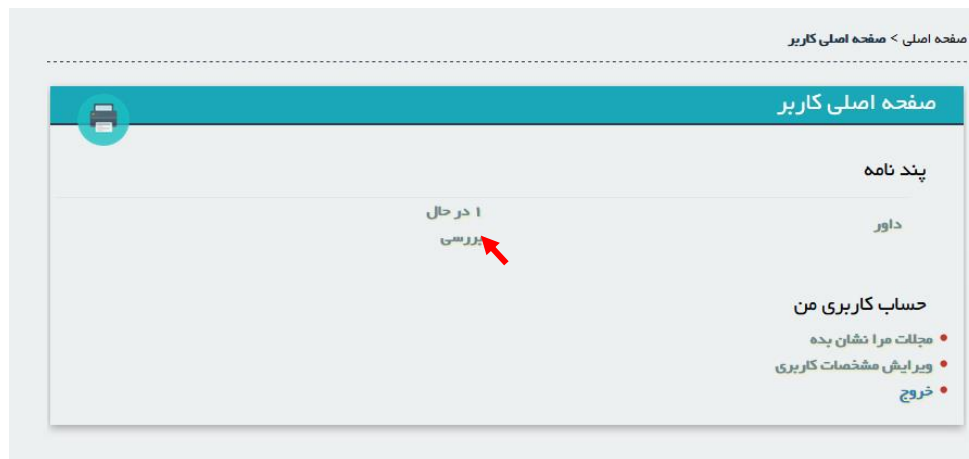 صفحه اصلی > صفحه اصلی کاربر
صفحه اصلی کاربر
پند نامه
داور
۱ در حال
بررسی
حساب کاربری من
مجلات مرا نشان بده
ویرایش مشخصات کاربری
خروج